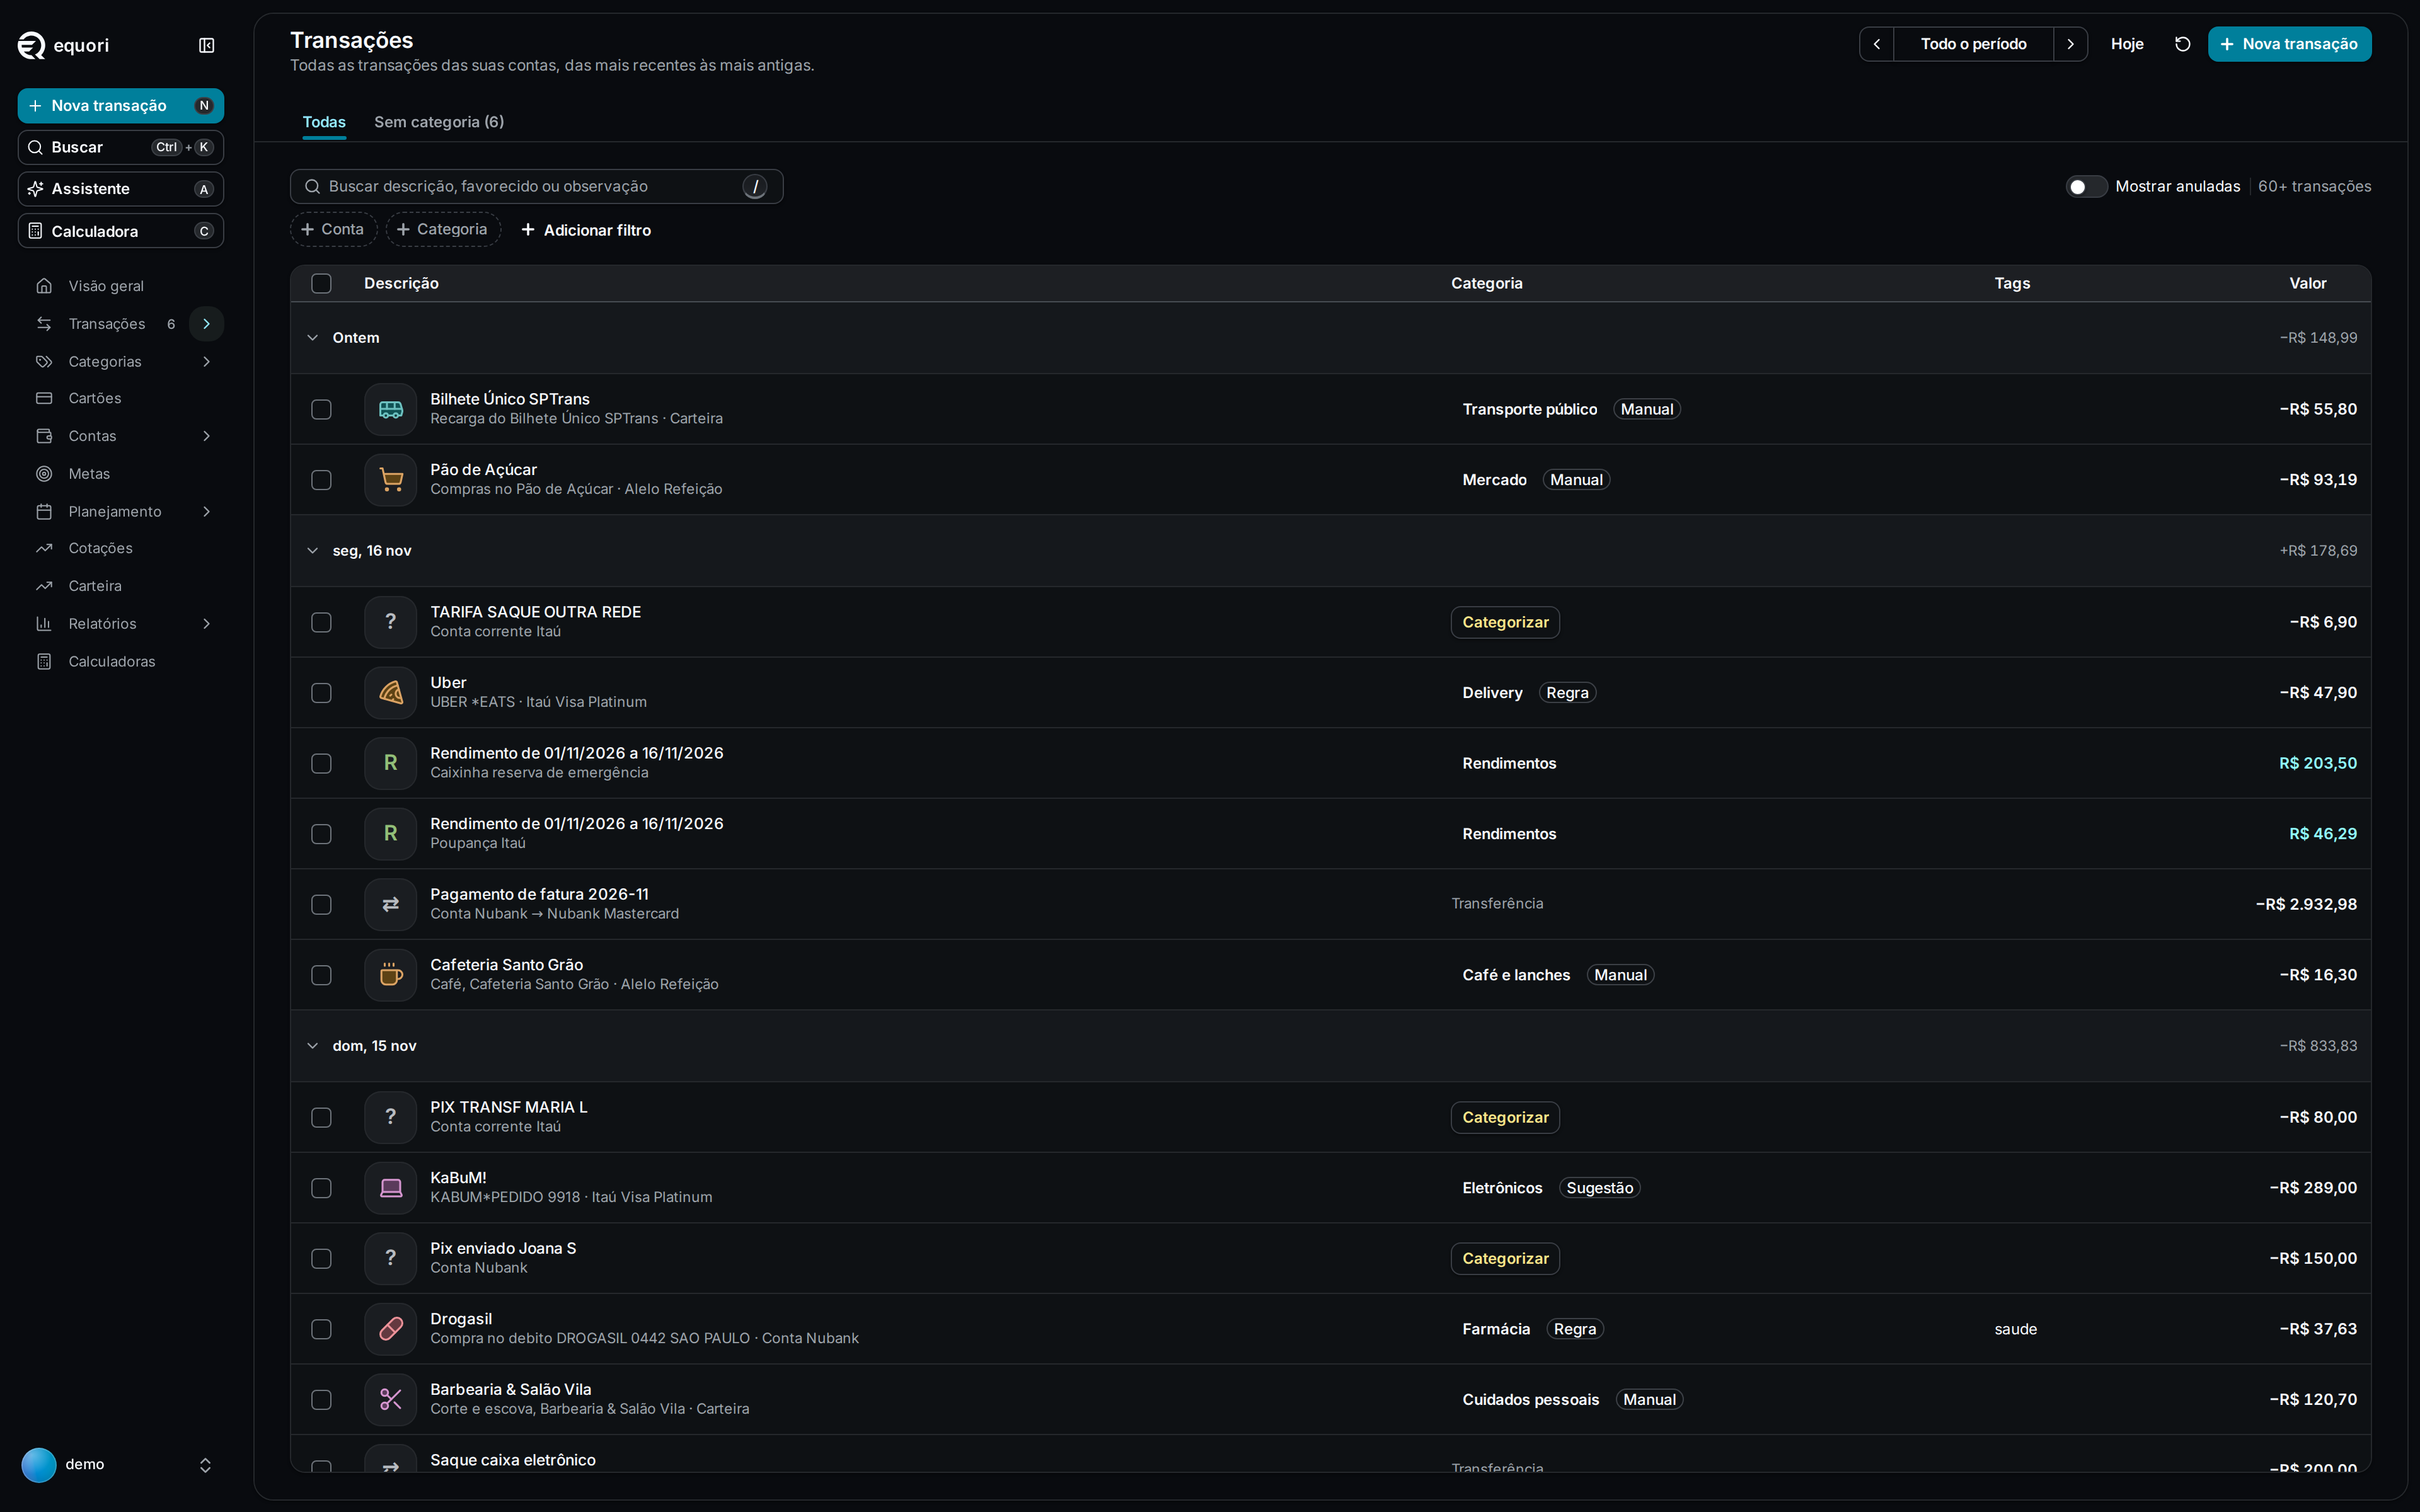 equori
Nova transação N
Buscar Ctrl + K
Assistente A
Calculadora C
Visão geral
Transações 6
Categorias
Cartões
Contas
Metas
Planejamento
Cotações
Carteira
Relatórios
Calculadoras
demo
Transações
Todas as transações das suas contas, das mais recentes às mais antigas.
Todo o período
Hoje
+ Nova transação
Todas
Sem categoria (6)
Buscar descrição, favorecido ou observação /
Mostrar anuladas
60+ transações
+ Conta
+ Categoria
+ Adicionar filtro
Descrição Categoria Tags Valor
Ontem −R$ 148,99
Bilhete Único SPTrans
Recarga do Bilhete Único SPTrans · Carteira
Transporte público Manual −R$ 55,80
Pão de Açúcar
Compras no Pão de Açúcar · Alelo Refeição
Mercado Manual −R$ 93,19
seg, 16 nov +R$ 178,69
? TARIFA SAQUE OUTRA REDE
Conta corrente Itaú
Categorizar −R$ 6,90
Uber
UBER *EATS · Itaú Visa Platinum
Delivery Regra −R$ 47,90
R Rendimento de 01/11/2026 a 16/11/2026
Caixinha reserva de emergência
Rendimentos R$ 203,50
R Rendimento de 01/11/2026 a 16/11/2026
Poupança Itaú
Rendimentos R$ 46,29
⇄ Pagamento de fatura 2026-11
Conta Nubank → Nubank Mastercard
Transferência −R$ 2.932,98
Cafeteria Santo Grão
Café, Cafeteria Santo Grão · Alelo Refeição
Café e lanches Manual −R$ 16,30
dom, 15 nov −R$ 833,83
? PIX TRANSF MARIA L
Conta corrente Itaú
Categorizar −R$ 80,00
KaBuM!
KABUM*PEDIDO 9918 · Itaú Visa Platinum
Eletrônicos Sugestão −R$ 289,00
? Pix enviado Joana S
Conta Nubank
Categorizar −R$ 150,00
Drogasil
Compra no debito DROGASIL 0442 SAO PAULO · Conta Nubank
Farmácia Regra saude −R$ 37,63
Barbearia & Salão Vila
Corte e escova, Barbearia & Salão Vila · Carteira
Cuidados pessoais Manual −R$ 120,70
⇄ Saque caixa eletrônico
Transferência −R$ 200,00